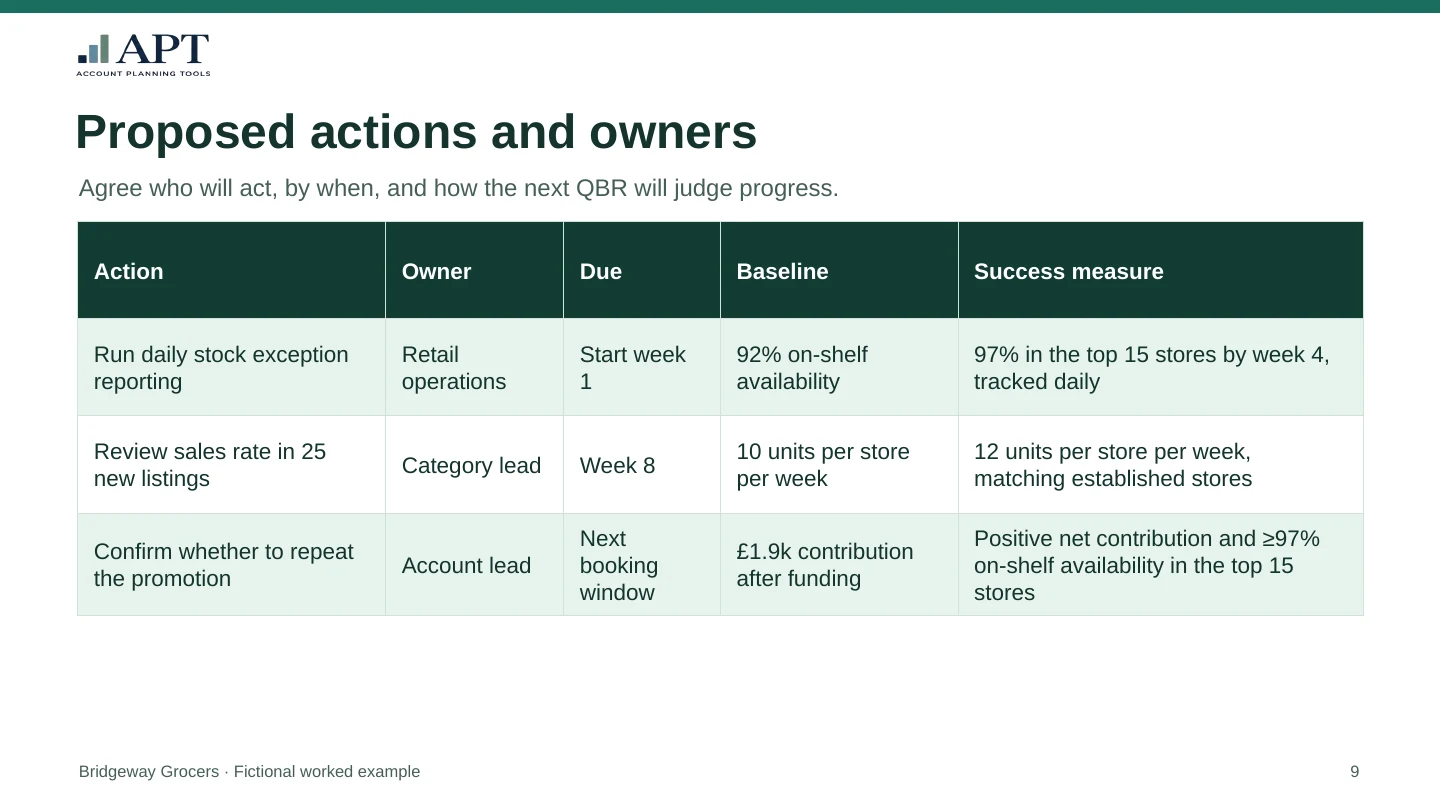 APT
ACCOUNT PLANNING TOOLS
Proposed actions and owners
Agree who will act, by when, and how the next QBR will judge progress.
Action
Owner
Due
Baseline
Success measure
Run daily stock exception
reporting
Retail
operations
Start week
1
92% on-shelf
availability
97% in the top 15 stores by week 4,
tracked daily
Review sales rate in 25
new listings
Category lead
Week 8
10 units per store
per week
12 units per store per week,
matching established stores
Confirm whether to repeat
the promotion
Account lead
Next
booking
window
£1.9k contribution
after funding
Positive net contribution and ≥97%
on-shelf availability in the top 15
stores
Bridgeway Grocers · Fictional worked example
9